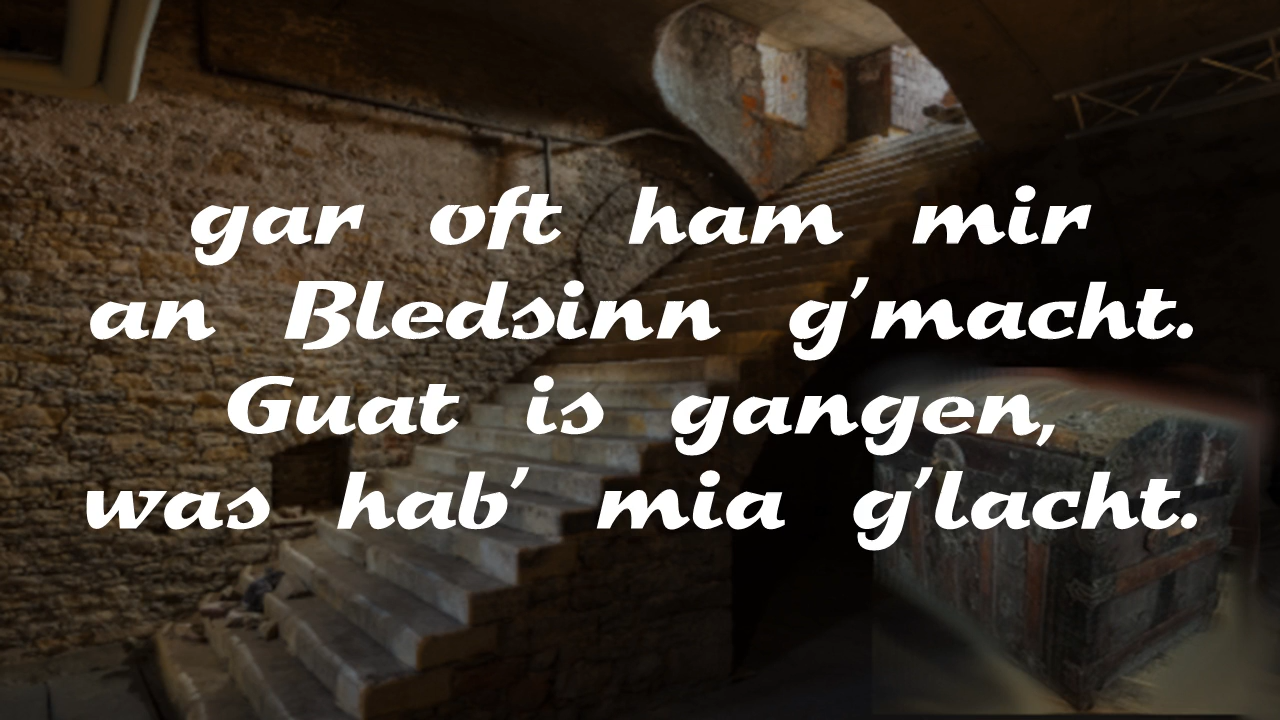 gar oft ham mir
an Bledsinn g'macht.
Guat is gangen,
was hab' mia g'lacht.